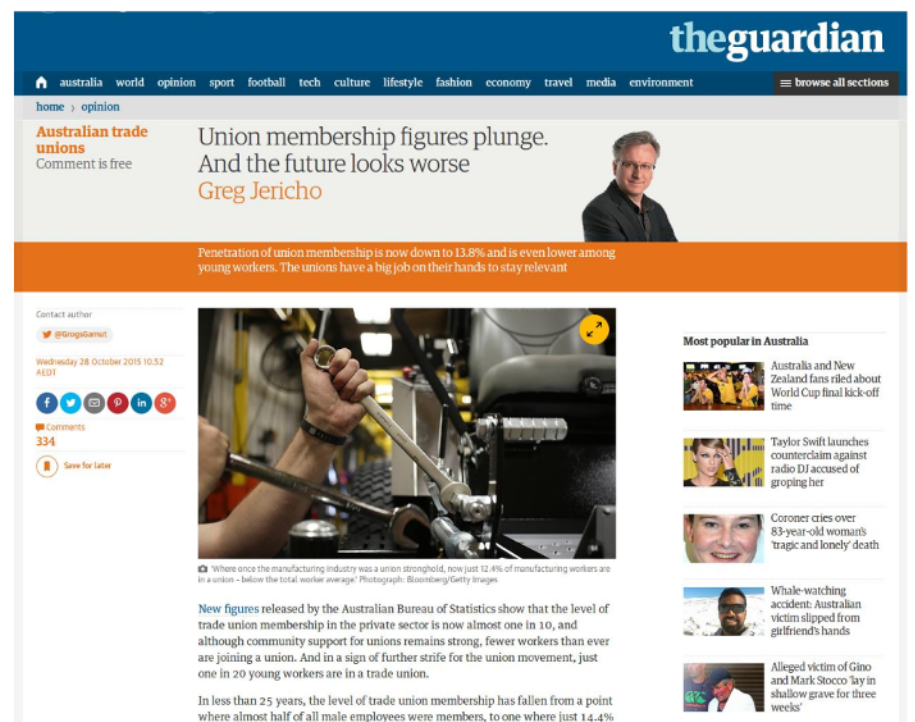 theguardian
australia world opinion sport football tech culture lifestyle fashion economy travel media environment
browse all sections
home › opinion
Australian trade
unions
Comment is free
Union membership figures plunge.
And the future looks worse
Greg Jericho
Penetration of union membership is now down to 13.8% and is even lower among
young workers. The unions have a big job on their hands to stay relevant
Contact author
@GrogsGamut
Wednesday 28 October 2015 10.52
AEDT
Comments
334
Save for later
'Where once the manufacturing industry was a union stronghold, now just 12.4% of manufacturing workers are
in a union – below the total worker average.' Photograph: Bloomberg/Getty Images
New figures released by the Australian Bureau of Statistics show that the level of
trade union membership in the private sector is now almost one in 10, and
although community support for unions remains strong, fewer workers than ever
are joining a union. And in a sign of further strife for the union movement, just
one in 20 young workers are in a trade union.
In less than 25 years, the level of trade union membership has fallen from a point
where almost half of all male employees were members, to one where just 14.4%
Most popular in Australia
Australia and New
Zealand fans riled about
World Cup final kick-off
time
Taylor Swift launches
counterclaim against
radio DJ accused of
groping her
Coroner cries over
83-year-old woman's
'tragic and lonely' death
Whale-watching
accident: Australian
victim slipped from
girlfriend's hands
Alleged victim of Gino
and Mark Stocco 'lay in
shallow grave for three
weeks'